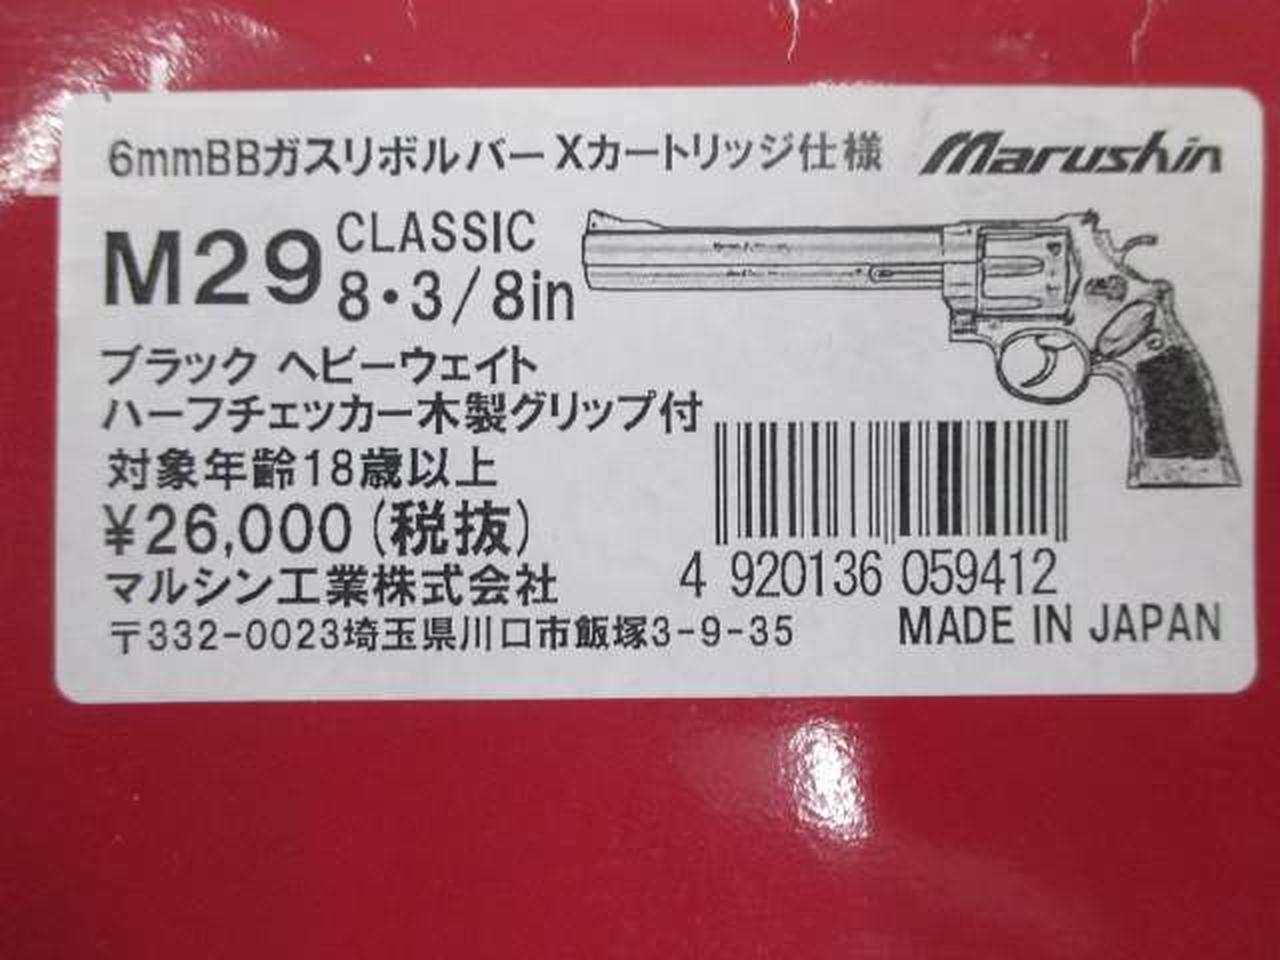 6mmBBガスリボルバー Xカートリッジ仕様
Marushin
M29 CLASSIC
8・3/8in
ブラック ヘビーウェイト
ハーフチェッカー木製グリップ付
対象年齢18歳以上
¥26,000(税抜)
マルシン工業株式会社
〒332-0023埼玉県川口市飯塚3-9-35
4 920136 059412
MADE IN JAPAN